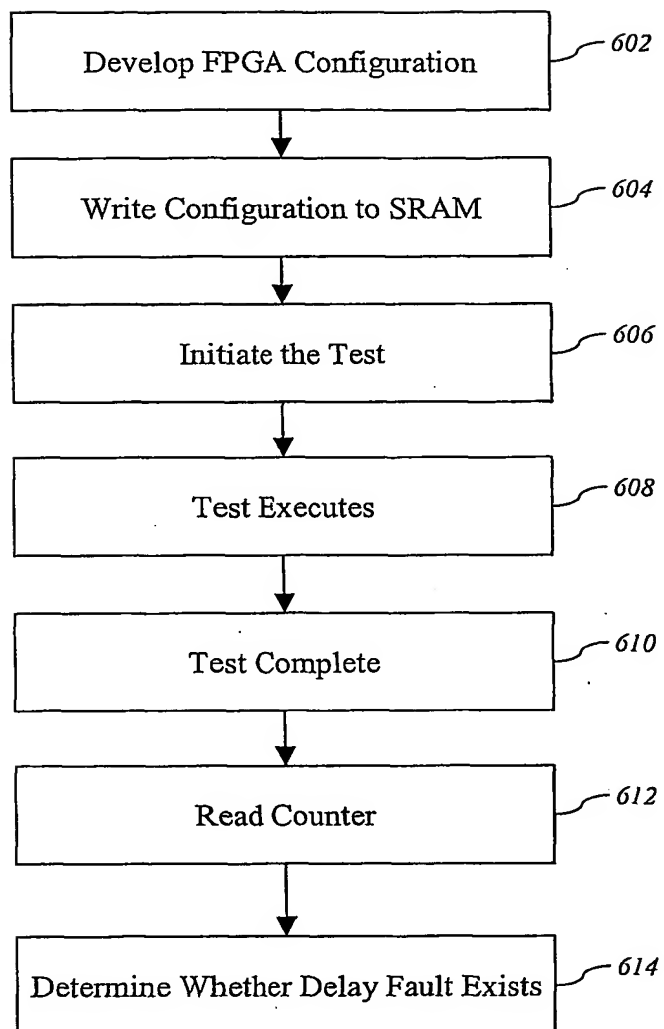 Develop FPGA Configuration
602
Write Configuration to SRAM
604
Initiate the Test
606
Test Executes
608
Test Complete
610
Read Counter
612
Determine Whether Delay Fault Exists
614